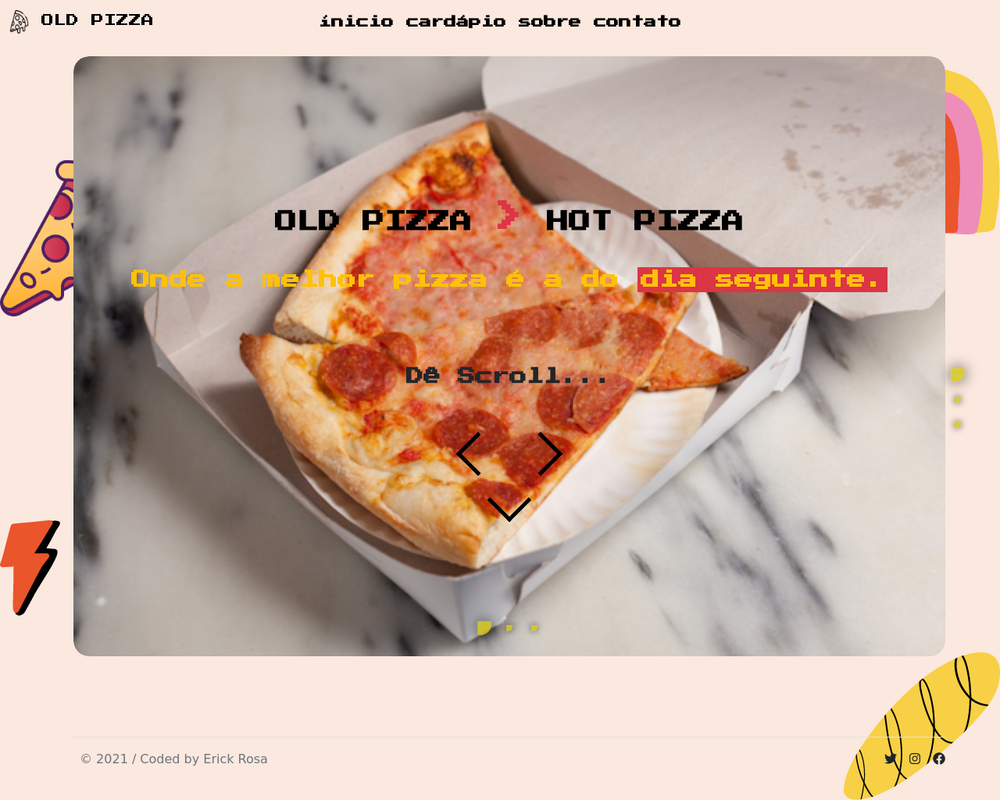 OLD PIZZA
ínicio cardápio sobre contato
OLD PIZZA > HOT PIZZA
Onde a melhor pizza é a do dia seguinte.
Dê Scroll...
© 2021 / Coded by Erick Rosa